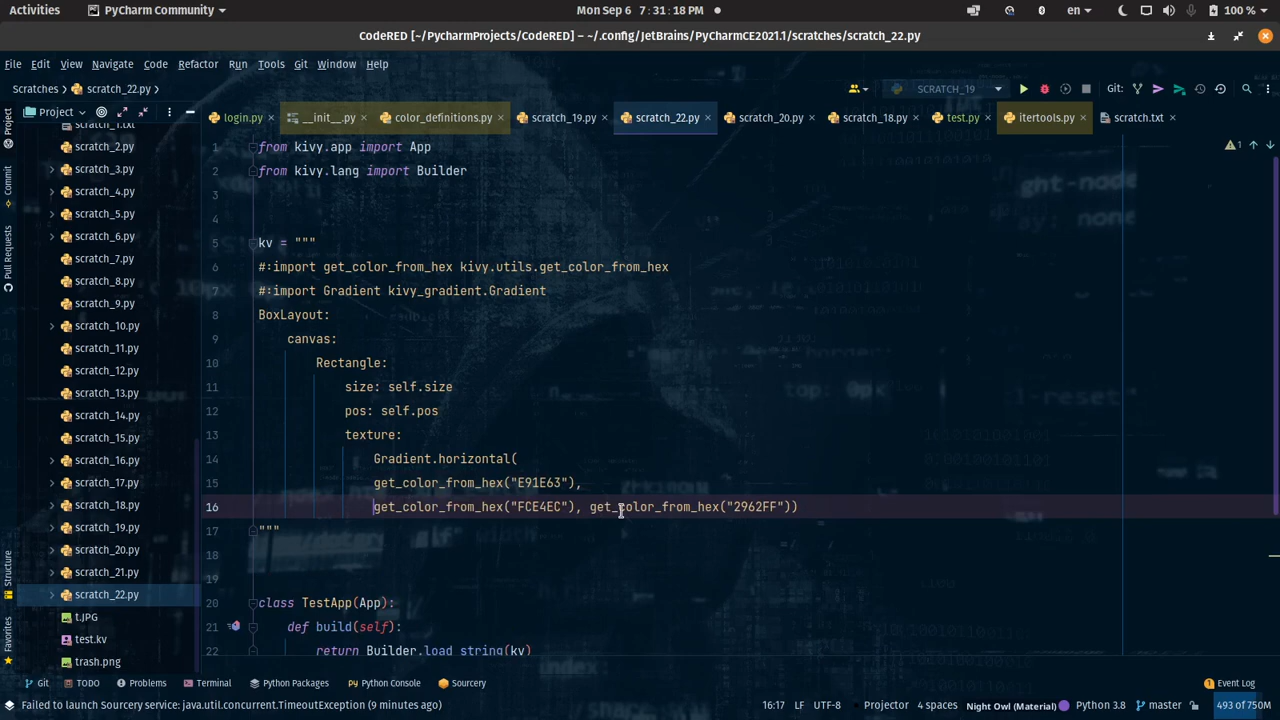 Activities Pycharm Community Mon Sep 6 7:31:18 PM en 100 %
CodeRED [~/PycharmProjects/CodeRED] – ~/.config/JetBrains/PyCharmCE2021.1/scratches/scratch_22.py
File Edit View Navigate Code Refactor Run Tools Git Window Help
Scratches scratch_22.py SCRATCH_19 Git:
Project login.py __init__.py color_definitions.py scratch_19.py scratch_22.py scratch_20.py scratch_18.py test.py itertools.py scratch.txt
Project
Commit
Pull Requests
Structure
Favorites
scratch_1.txt
scratch_2.py
scratch_3.py
scratch_4.py
scratch_5.py
scratch_6.py
scratch_7.py
scratch_8.py
scratch_9.py
scratch_10.py
scratch_11.py
scratch_12.py
scratch_13.py
scratch_14.py
scratch_15.py
scratch_16.py
scratch_17.py
scratch_18.py
scratch_19.py
scratch_20.py
scratch_21.py
scratch_22.py
t.JPG
test.kv
trash.png
1 from kivy.app import App
2 from kivy.lang import Builder
3
4
5 kv = """
6 #:import get_color_from_hex kivy.utils.get_color_from_hex
7 #:import Gradient kivy_gradient.Gradient
8 BoxLayout:
9 canvas:
10 Rectangle:
11 size: self.size
12 pos: self.pos
13 texture:
14 Gradient.horizontal(
15 get_color_from_hex("E91E63"),
16 get_color_from_hex("FCE4EC"), get_color_from_hex("2962FF"))
17 """
18
19
20 class TestApp(App):
21 def build(self):
22 return Builder.load_string(kv)
1
Git TODO Problems Terminal Python Packages Python Console Sourcery 1 Event Log
Failed to launch Sourcery service: java.util.concurrent.TimeoutException (9 minutes ago) 16:17 LF UTF-8 Projector 4 spaces Night Owl (Material) Python 3.8 master 493 of 750M